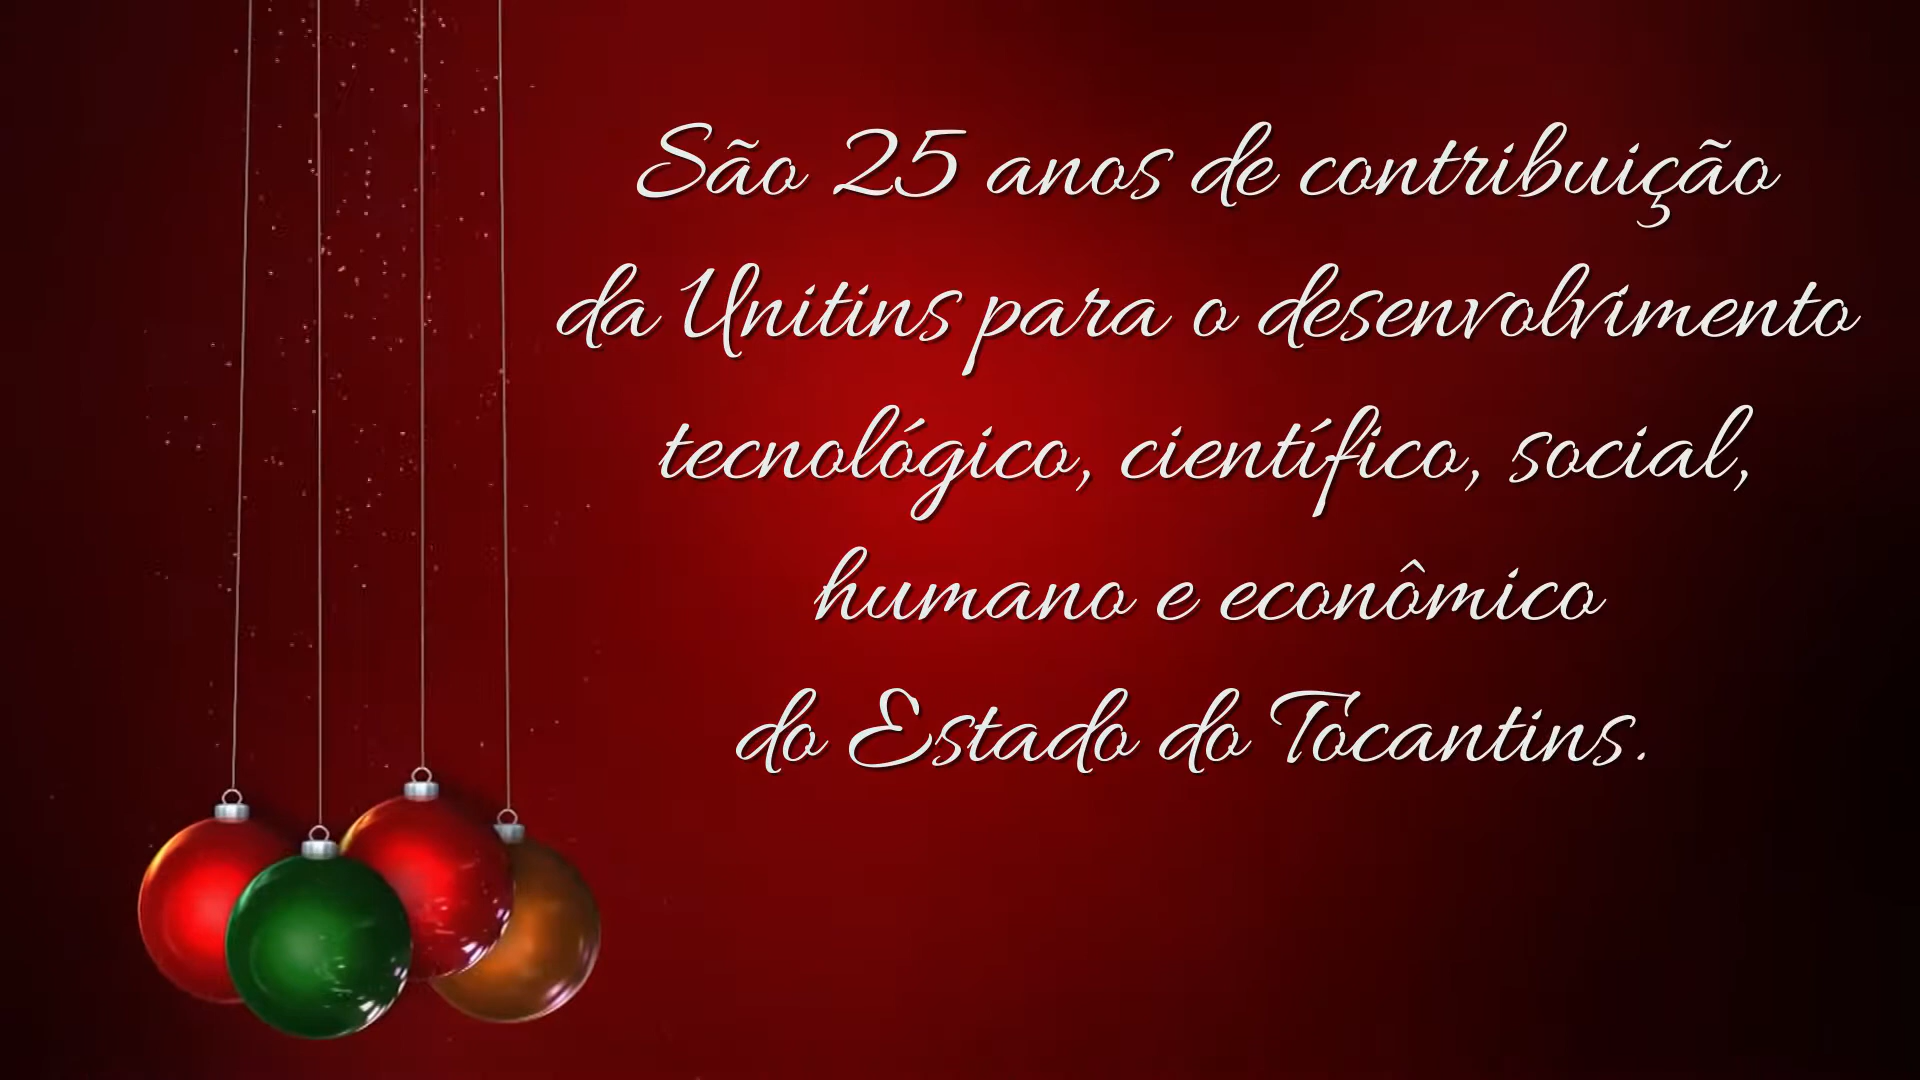 São 25 anos de contribuição
da Unitins para o desenvolvimento
tecnológico, científico, social,
humano e econômico
do Estado do Tocantins.